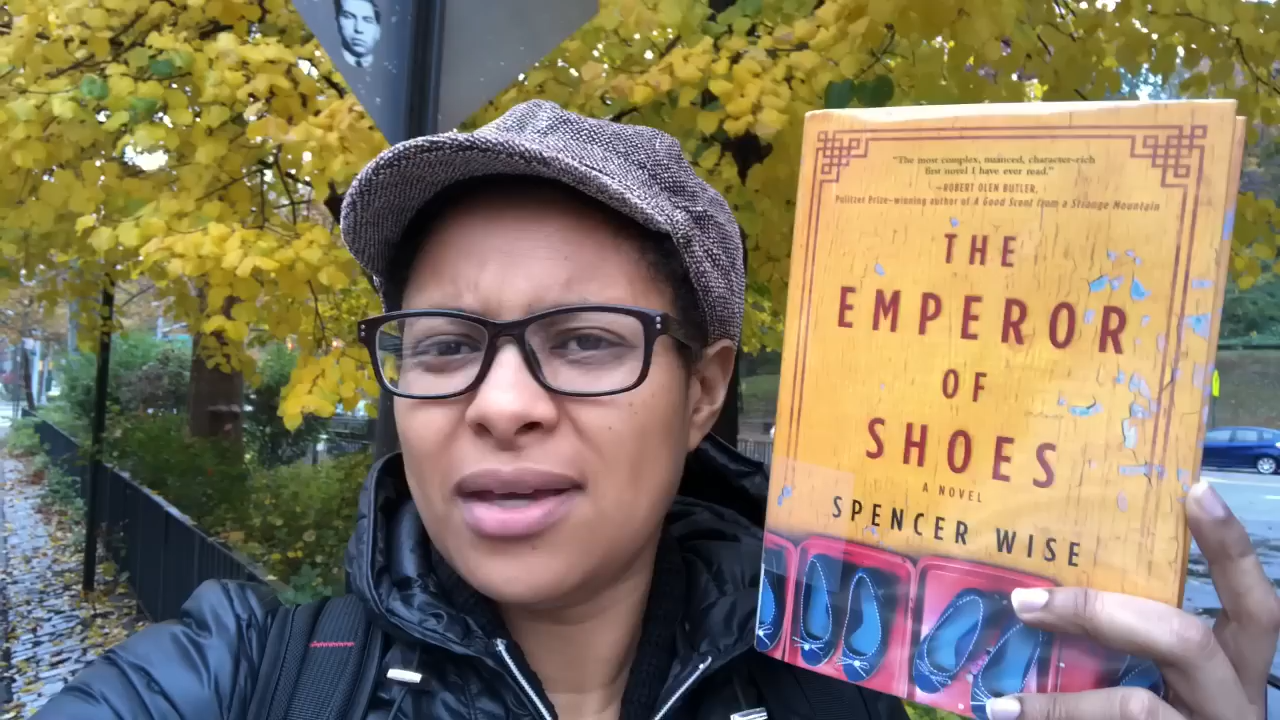 "The most complex, nuanced, character-rich
first novel I have ever read."
—ROBERT OLEN BUTLER,
Pulitzer Prize–winning author of A Good Scent from a Strange Mountain
THE
EMPEROR
OF
SHOES
A NOVEL
SPENCER WISE